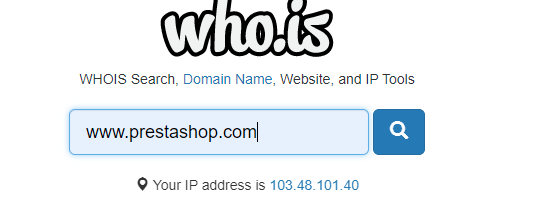 who.is
WHOIS Search, Domain Name, Website, and IP Tools
www.prestashop.com
Your IP address is 103.48.101.40